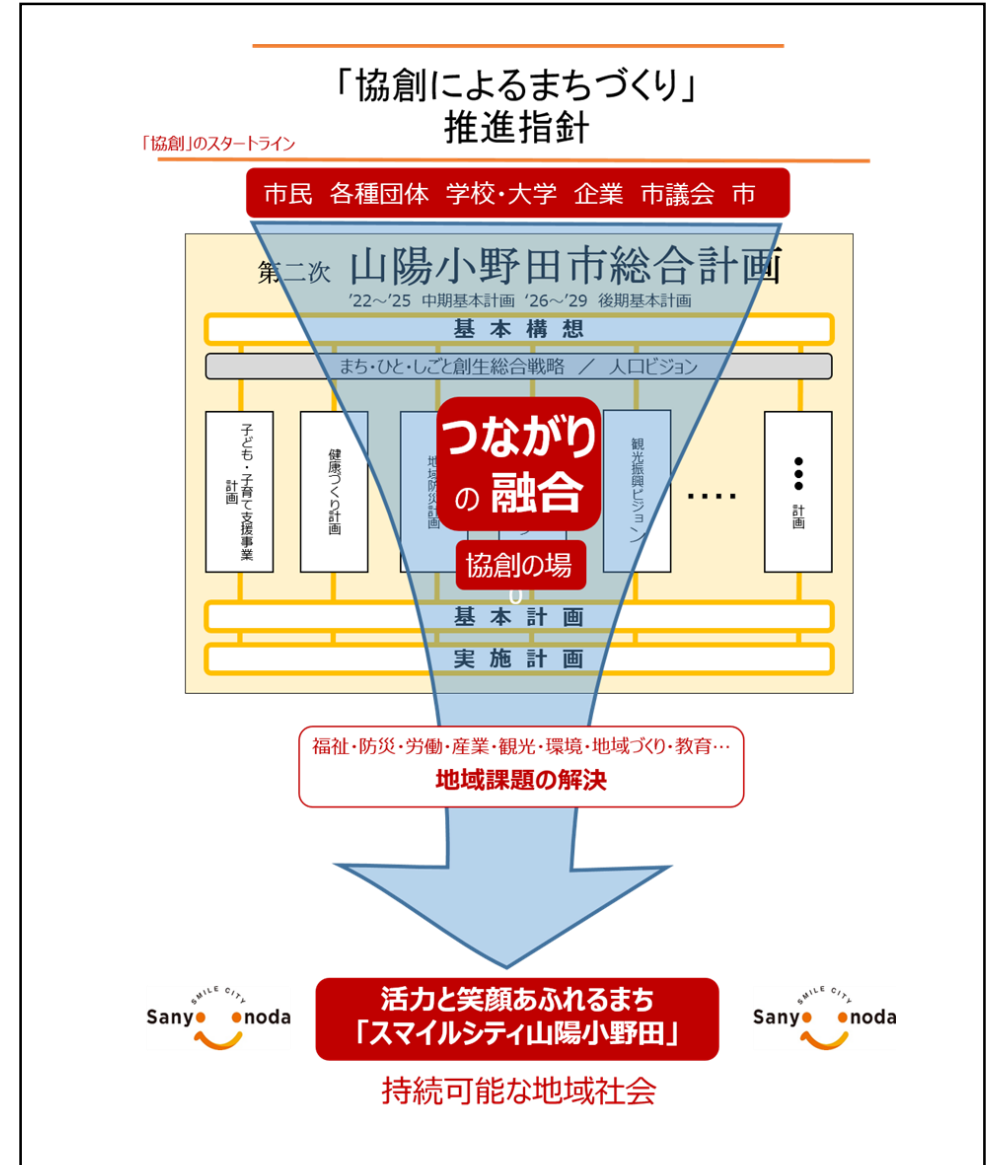 「協創によるまちづくり」
推進指針
「協創」のスタートライン
市民 各種団体 学校・大学 企業 市議会 市
第二次 山陽小野田市総合計画
’22～’25 中期基本計画 ‘26～’29 後期基本計画
基本構想
まち・ひと・しごと創生総合戦略 ／ 人口ビジョン
子ども・子育て支援事業
計画
健康づくり計画
地域防災計画
つながり
の 融合
観光振興ビジョン
‥‥
●●●計画
協創の場
基本計画
実施計画
福祉・防災・労働・産業・観光・環境・地域づくり・教育…
地域課題の解決
SMILE CITY
Sanyo onoda
活力と笑顔あふれるまち
「スマイルシティ山陽小野田」
SMILE CITY
Sanyo onoda
持続可能な地域社会